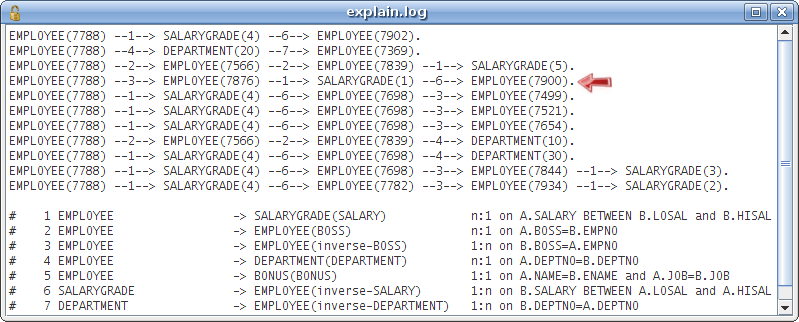 explain.log
EMPLOYEE(7788) --1--> SALARYGRADE(4) --6--> EMPLOYEE(7902).
EMPLOYEE(7788) --4--> DEPARTMENT(20) --7--> EMPLOYEE(7369).
EMPLOYEE(7788) --2--> EMPLOYEE(7566) --2--> EMPLOYEE(7839) --1--> SALARYGRADE(5).
EMPLOYEE(7788) --3--> EMPLOYEE(7876) --1--> SALARYGRADE(1) --6--> EMPLOYEE(7900).
EMPLOYEE(7788) --1--> SALARYGRADE(4) --6--> EMPLOYEE(7698) --3--> EMPLOYEE(7499).
EMPLOYEE(7788) --1--> SALARYGRADE(4) --6--> EMPLOYEE(7698) --3--> EMPLOYEE(7521).
EMPLOYEE(7788) --1--> SALARYGRADE(4) --6--> EMPLOYEE(7698) --3--> EMPLOYEE(7654).
EMPLOYEE(7788) --2--> EMPLOYEE(7566) --2--> EMPLOYEE(7839) --4--> DEPARTMENT(10).
EMPLOYEE(7788) --1--> SALARYGRADE(4) --6--> EMPLOYEE(7698) --4--> DEPARTMENT(30).
EMPLOYEE(7788) --1--> SALARYGRADE(4) --6--> EMPLOYEE(7698) --3--> EMPLOYEE(7844) --1--> SALARYGRADE(3).
EMPLOYEE(7788) --1--> SALARYGRADE(4) --6--> EMPLOYEE(7782) --3--> EMPLOYEE(7934) --1--> SALARYGRADE(2).
# 1 EMPLOYEE -> SALARYGRADE(SALARY) n:1 on A.SALARY BETWEEN B.LOSAL and B.HISAL
# 2 EMPLOYEE -> EMPLOYEE(BOSS) n:1 on A.BOSS=B.EMPNO
# 3 EMPLOYEE -> EMPLOYEE(inverse-BOSS) 1:n on B.BOSS=A.EMPNO
# 4 EMPLOYEE -> DEPARTMENT(DEPARTMENT) n:1 on A.DEPTNO=B.DEPTNO
# 5 EMPLOYEE -> BONUS(BONUS) 1:1 on A.NAME=B.ENAME and A.JOB=B.JOB
# 6 SALARYGRADE -> EMPLOYEE(inverse-SALARY) 1:n on B.SALARY BETWEEN A.LOSAL and A.HISAL
# 7 DEPARTMENT -> EMPLOYEE(inverse-DEPARTMENT) 1:n on B.DEPTNO=A.DEPTNO